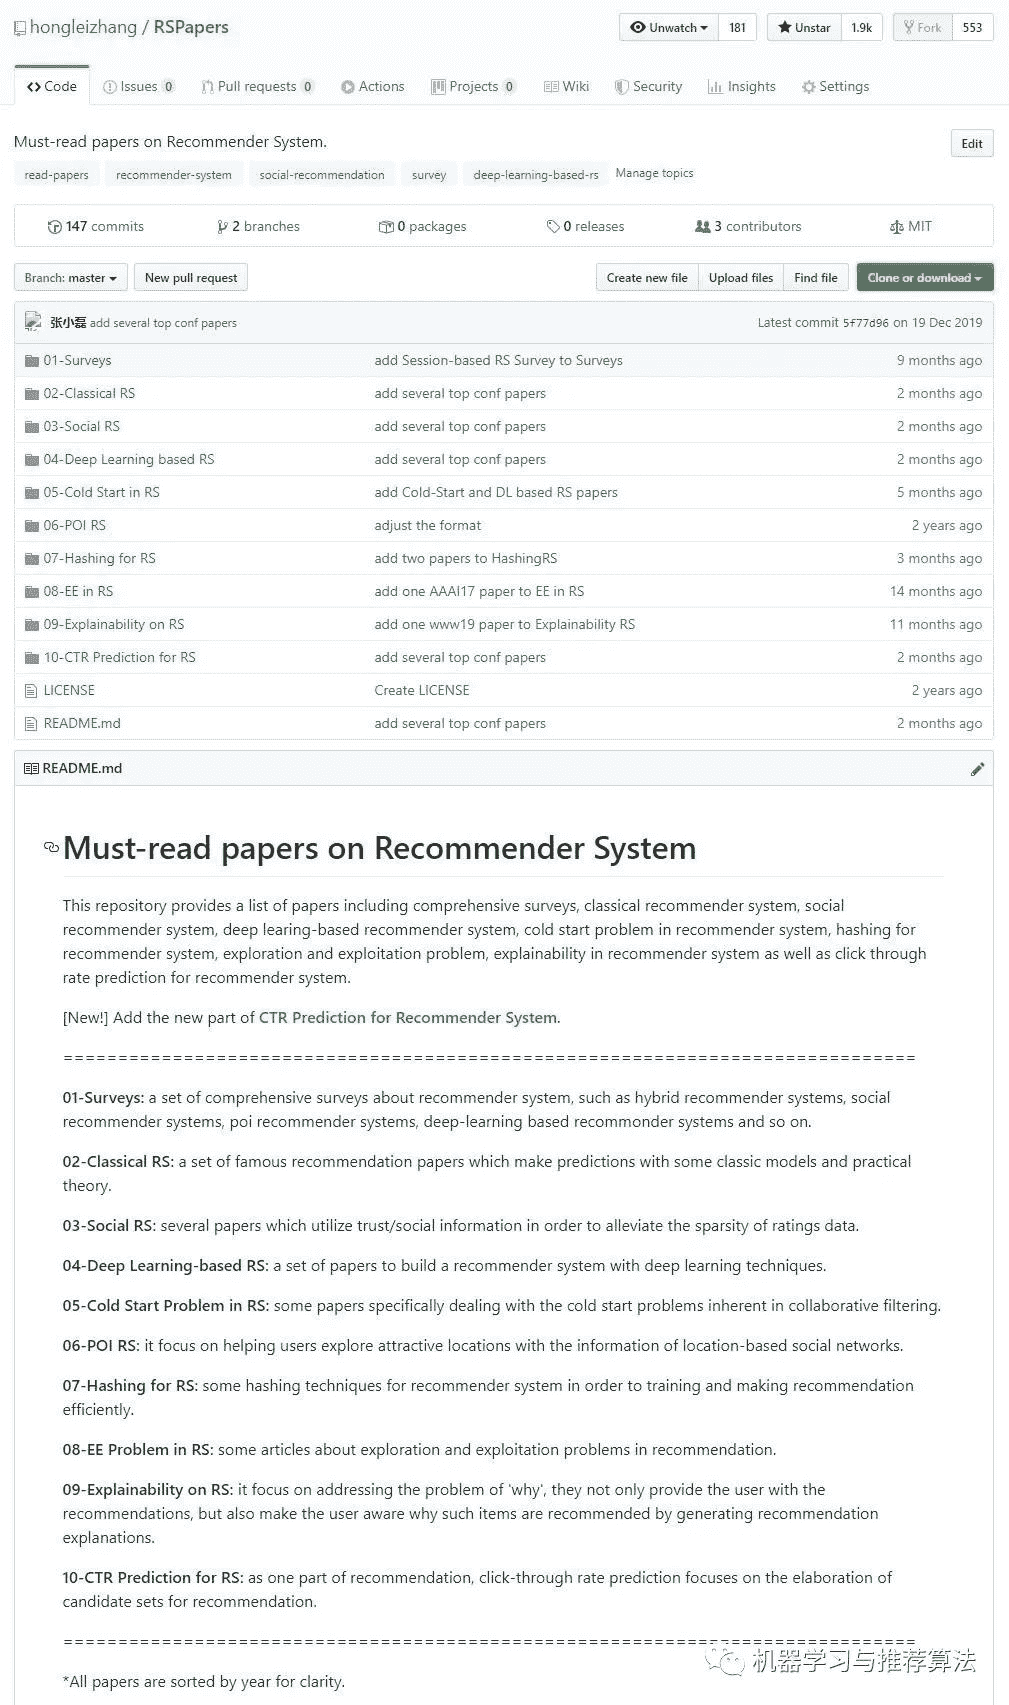 hongleizhang / RSPapers
Unwatch 181 Unstar 1.9k Fork 553
Code Issues 0 Pull requests 0 Actions Projects 0 Wiki Security Insights Settings
Must-read papers on Recommender System.
Edit
read-papers recommender-system social-recommendation survey deep-learning-based-rs Manage topics
147 commits 2 branches 0 packages 0 releases 3 contributors MIT
Branch: master New pull request Create new file Upload files Find file Clone or download
张小磊 add several top conf papers Latest commit 5f77d96 on 19 Dec 2019
01-Surveys add Session-based RS Survey to Surveys 9 months ago
02-Classical RS add several top conf papers 2 months ago
03-Social RS add several top conf papers 2 months ago
04-Deep Learning based RS add several top conf papers 2 months ago
05-Cold Start in RS add Cold-Start and DL based RS papers 5 months ago
06-POI RS adjust the format 2 years ago
07-Hashing for RS add two papers to HashingRS 3 months ago
08-EE in RS add one AAAI17 paper to EE in RS 14 months ago
09-Explainability on RS add one www19 paper to Explainability RS 11 months ago
10-CTR Prediction for RS add several top conf papers 2 months ago
LICENSE Create LICENSE 2 years ago
README.md add several top conf papers 2 months ago
README.md
Must-read papers on Recommender System
This repository provides a list of papers including comprehensive surveys, classical recommender system, social
recommender system, deep learing-based recommender system, cold start problem in recommender system, hashing for
recommender system, exploration and exploitation problem, explainability in recommender system as well as click through
rate prediction for recommender system.
[New!] Add the new part of CTR Prediction for Recommender System.
==============================================================================
01-Surveys: a set of comprehensive surveys about recommender system, such as hybrid recommender systems, social
recommender systems, poi recommender systems, deep-learning based recommonder systems and so on.
02-Classical RS: a set of famous recommendation papers which make predictions with some classic models and practical
theory.
03-Social RS: several papers which utilize trust/social information in order to alleviate the sparsity of ratings data.
04-Deep Learning-based RS: a set of papers to build a recommender system with deep learning techniques.
05-Cold Start Problem in RS: some papers specifically dealing with the cold start problems inherent in collaborative filtering.
06-POI RS: it focus on helping users explore attractive locations with the information of location-based social networks.
07-Hashing for RS: some hashing techniques for recommender system in order to training and making recommendation
efficiently.
08-EE Problem in RS: some articles about exploration and exploitation problems in recommendation.
09-Explainability on RS: it focus on addressing the problem of 'why', they not only provide the user with the
recommendations, but also make the user aware why such items are recommended by generating recommendation
explanations.
10-CTR Prediction for RS: as one part of recommendation, click-through rate prediction focuses on the elaboration of
candidate sets for recommendation.
==============================================================================
机器学习与推荐算法
*All papers are sorted by year for clarity.